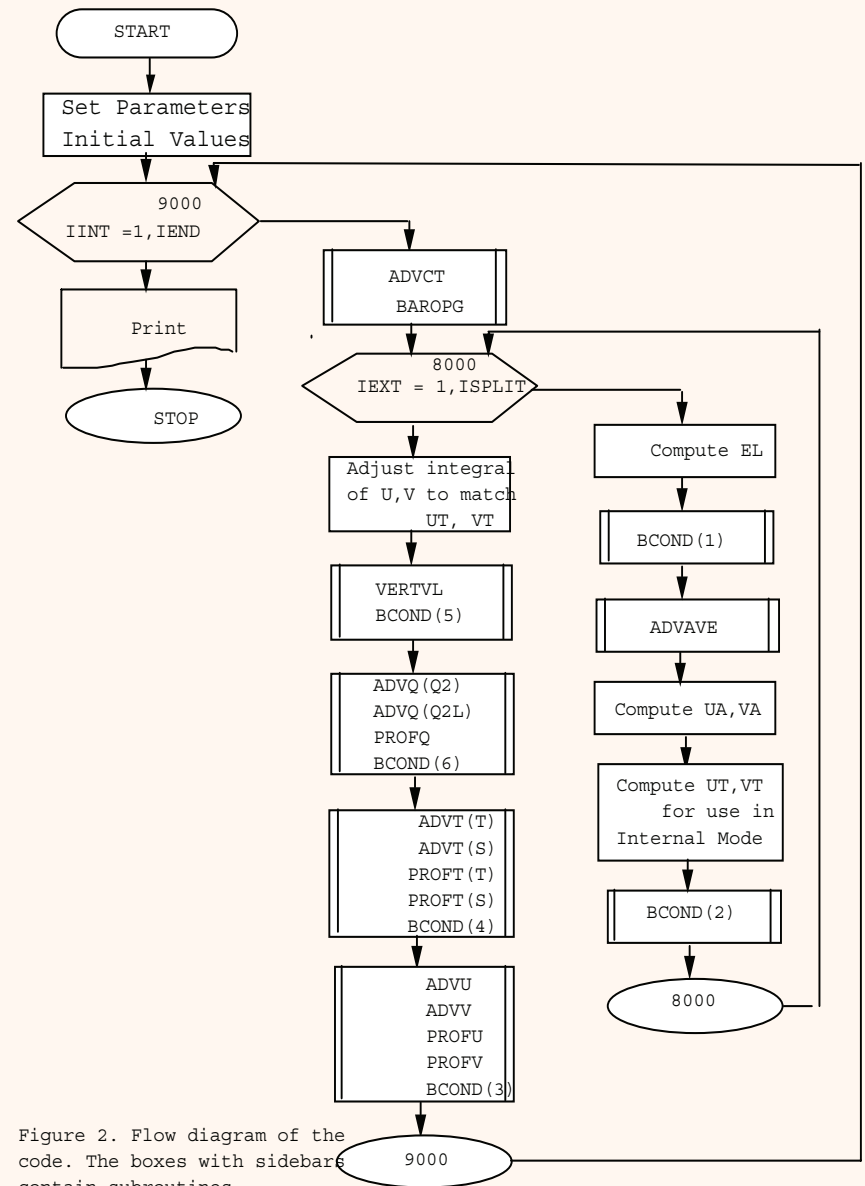 START
Set Parameters
Initial Values
9000
IINT =1,IEND
Print
STOP
ADVCT
BAROPG
8000
IEXT = 1,ISPLIT
Adjust integral
of U,V to match
UT, VT
VERTVL
BCOND(5)
ADVQ(Q2)
ADVQ(Q2L)
PROFQ
BCOND(6)
ADVT(T)
ADVT(S)
PROFT(T)
PROFT(S)
BCOND(4)
ADVU
ADVV
PROFU
PROFV
BCOND(3)
9000
Compute EL
BCOND(1)
ADVAVE
Compute UA,VA
Compute UT,VT
for use in
Internal Mode
BCOND(2)
8000
Figure 2. Flow diagram of the
code. The boxes with sidebars
contain subroutines